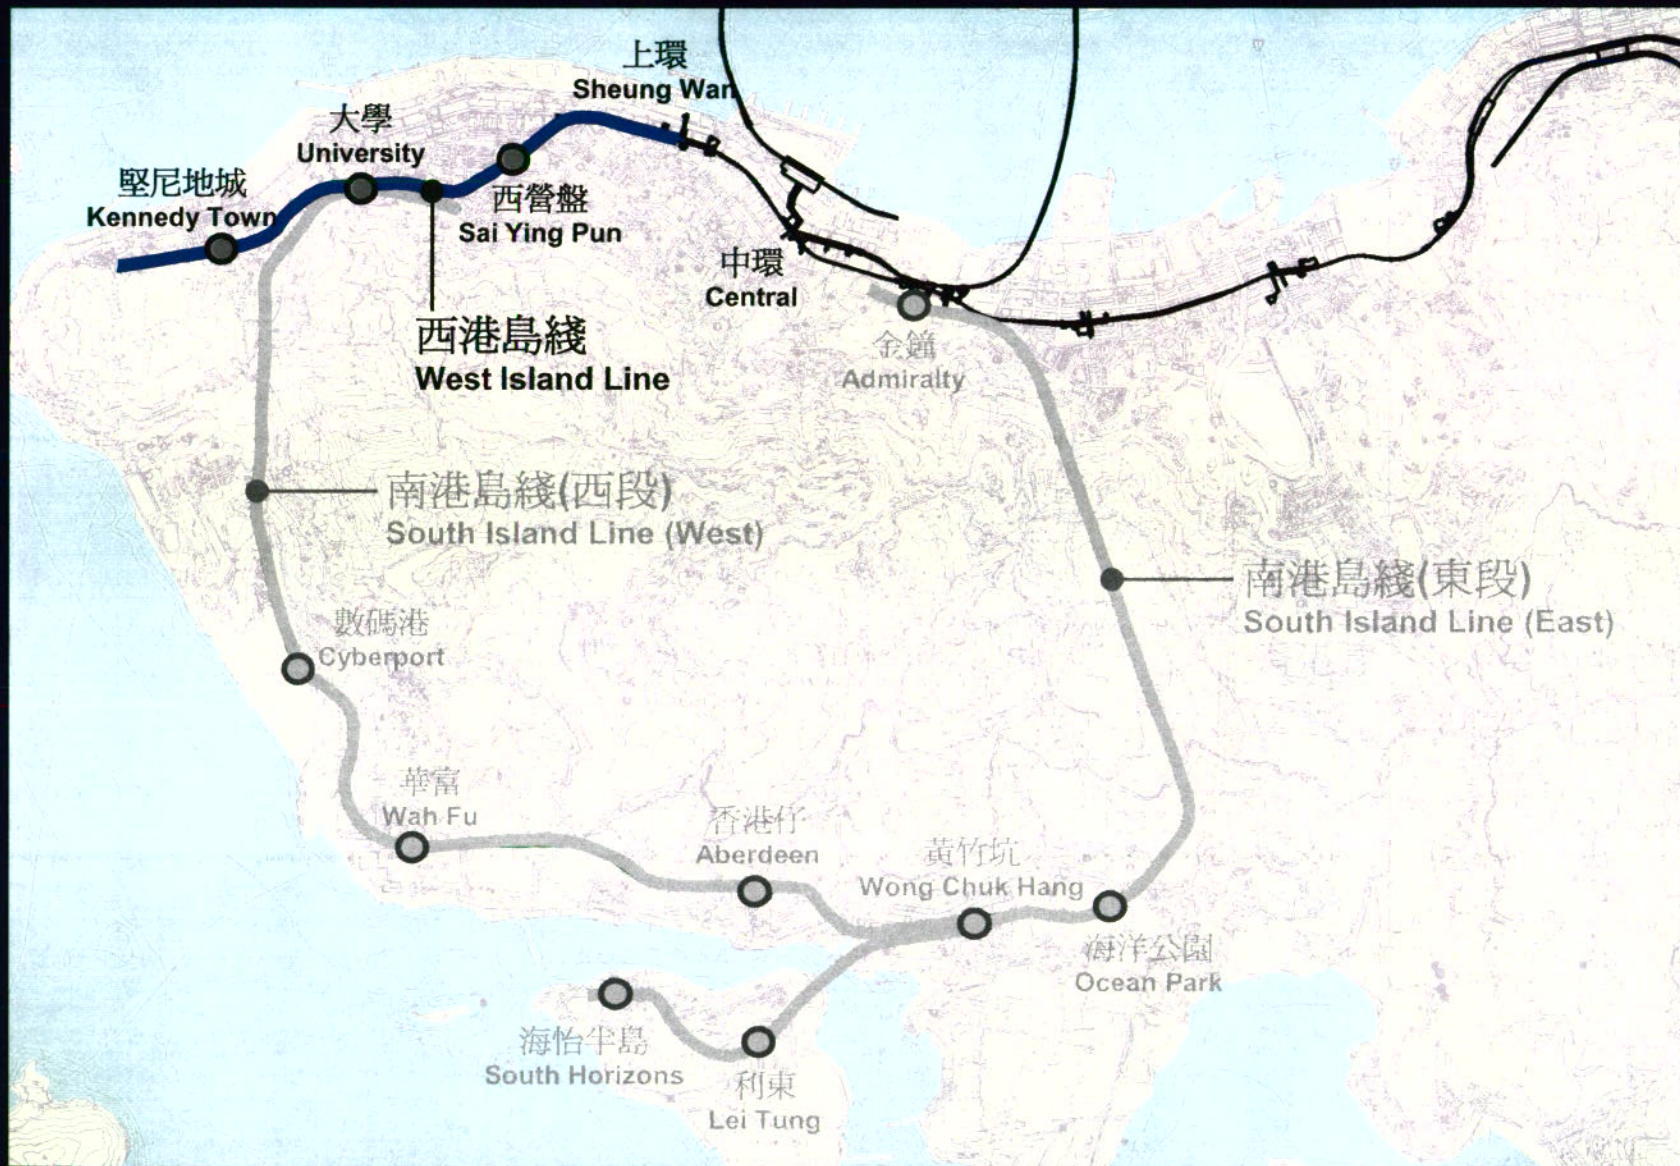 上環
Sheung Wan
大學
University
堅尼地城
Kennedy Town
西營盤
Sai Ying Pun
中環
Central
西港島綫
West Island Line
金鐘
Admiralty
南港島綫(西段)
South Island Line (West)
南港島綫(東段)
South Island Line (East)
數碼港
Cyberport
華富
Wah Fu
香港仔
Aberdeen
黃竹坑
Wong Chuk Hang
海洋公園
Ocean Park
海怡半島
South Horizons
利東
Lei Tung